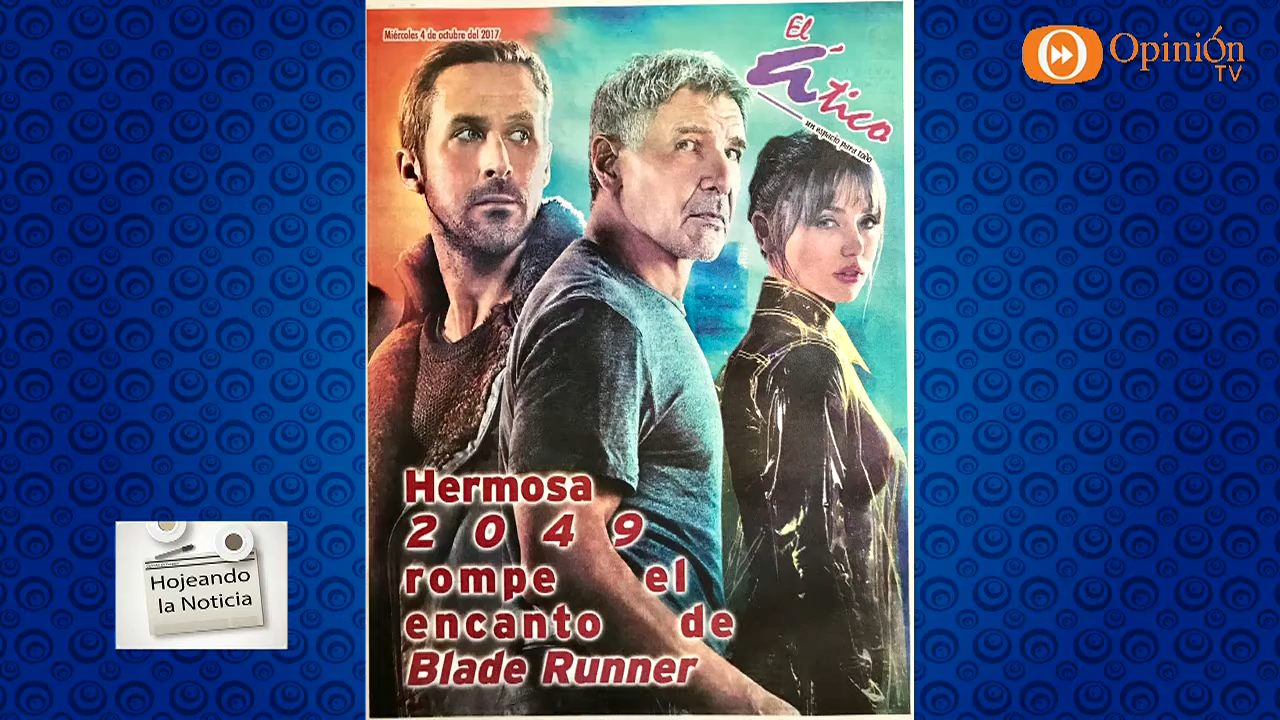 Miércoles 4 de octubre del 2017
El
ático
un espacio para todo
Opinión
TV
Hermosa
2049
rompe el
encanto de
Blade Runner
Hojeando
la Noticia